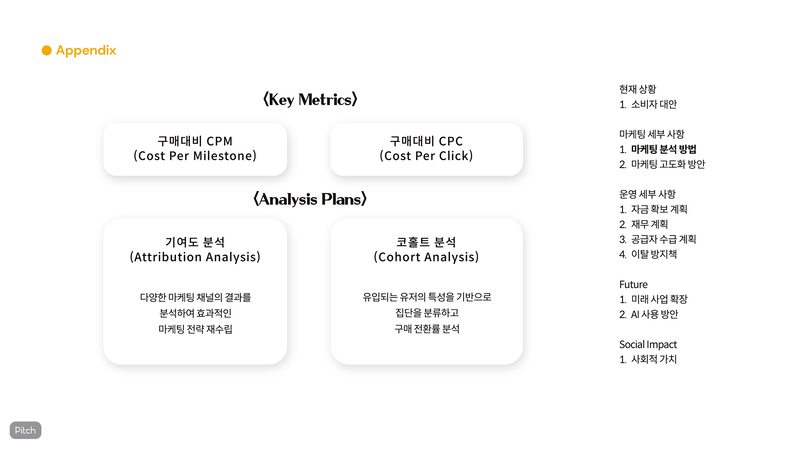 Appendix
〈Key Metrics〉
구매대비 CPM
(Cost Per Milestone)
구매대비 CPC
(Cost Per Click)
〈Analysis Plans〉
기여도 분석
(Attribution Analysis)
다양한 마케팅 채널의 결과를
분석하여 효과적인
마케팅 전략 재수립
코홀트 분석
(Cohort Analysis)
유입되는 유저의 특성을 기반으로
집단을 분류하고
구매 전환률 분석
현재 상황
1. 소비자 대안
마케팅 세부 사항
1. 마케팅 분석 방법
2. 마케팅 고도화 방안
운영 세부 사항
1. 자금 확보 계획
2. 재무 계획
3. 공급자 수급 계획
4. 이탈 방지책
Future
1. 미래 사업 확장
2. AI 사용 방안
Social Impact
1. 사회적 가치
Pitch